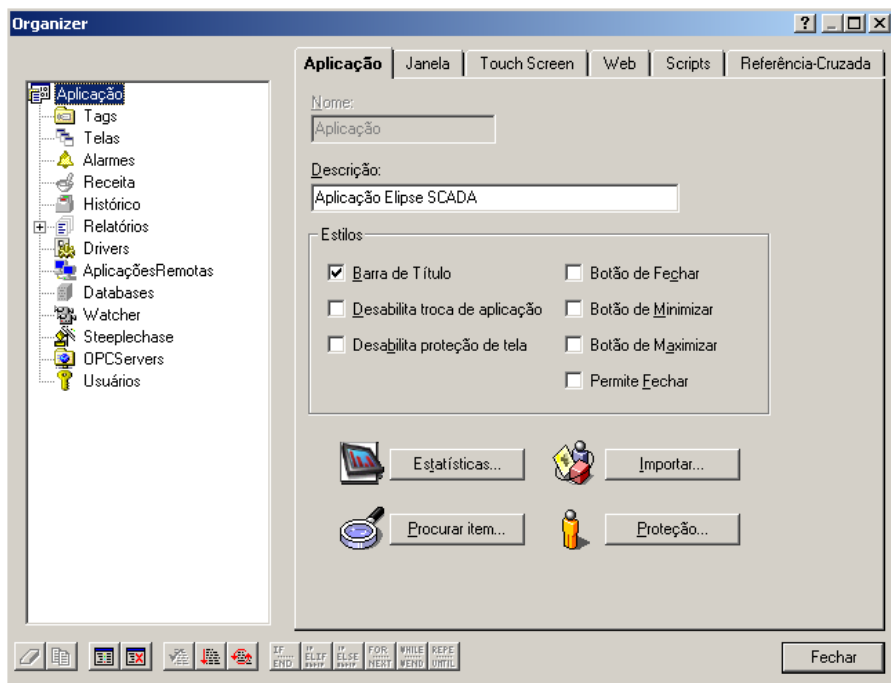 Organizer
Aplicação
Tags
Telas
Alarmes
Receita
Histórico
Relatórios
Drivers
AplicaçõesRemotas
Databases
Watcher
Steeplechase
OPCServers
Usuários
Aplicação Janela Touch Screen Web Scripts Referência-Cruzada
Nome:
Aplicação
Descrição:
Aplicação Elipse SCADA
Estilos
Barra de Título
Desabilita troca de aplicação
Desabilita proteção de tela
Botão de Fechar
Botão de Minimizar
Botão de Maximizar
Permite Fechar
Estatísticas... Importar...
Procurar item... Proteção...
IF END
IF ELIF
IF ELSE
FOR NEXT
WHILE WEND
REPE UNTIL
Fechar